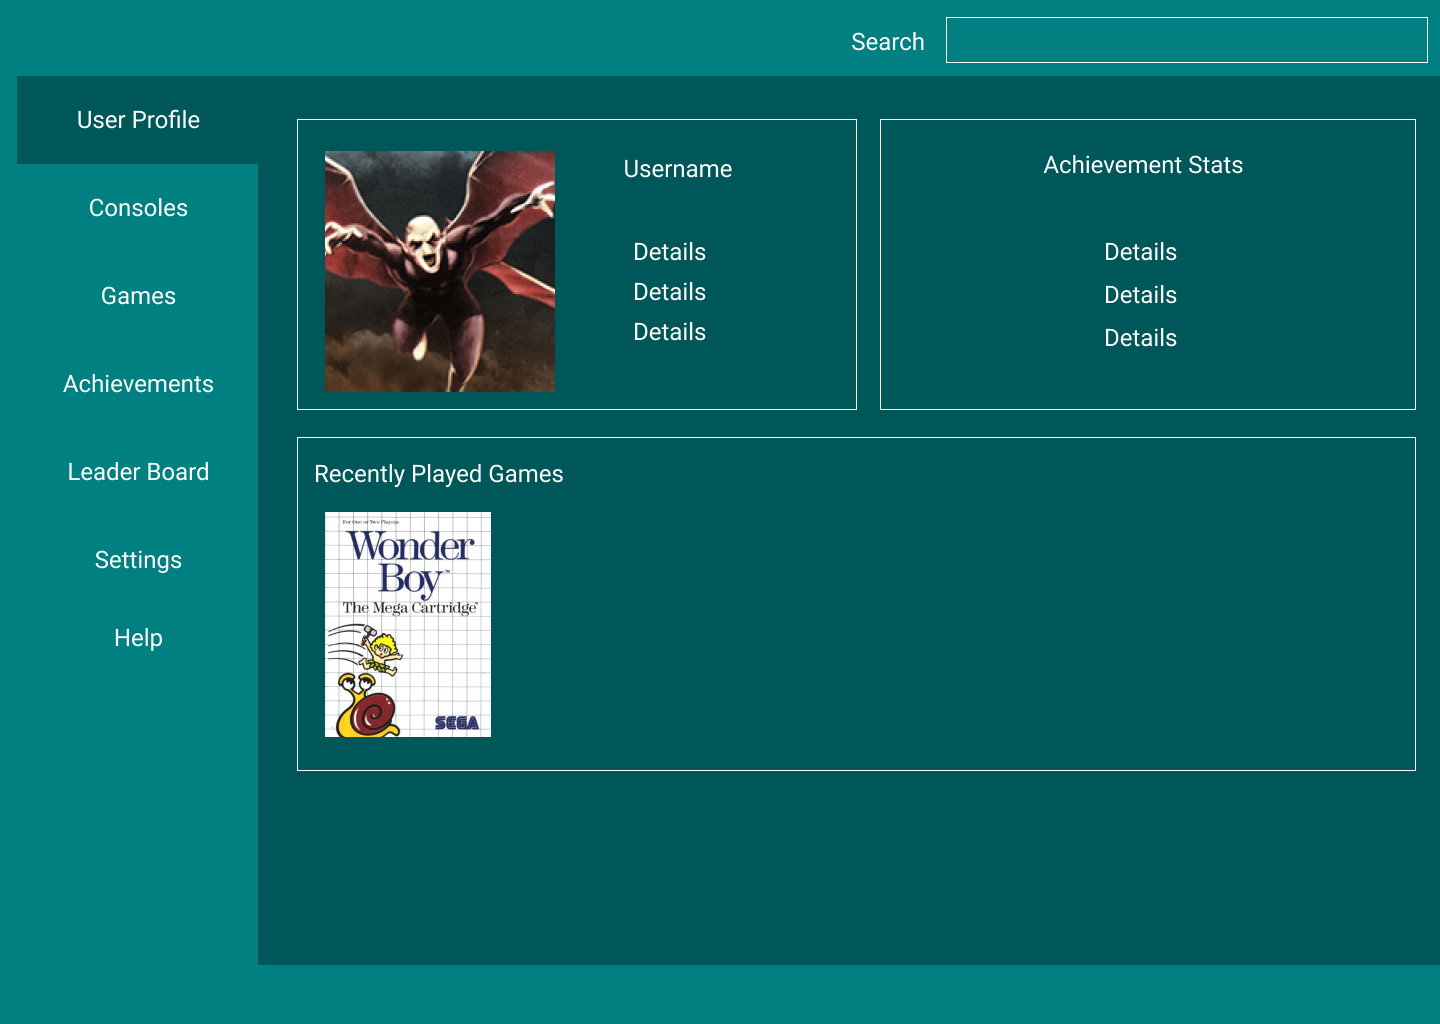 Search
User Profile
Consoles
Games
Achievements
Leader Board
Settings
Help
Username
Details
Details
Details
Achievement Stats
Details
Details
Details
Recently Played Games
For One or Two Players
Wonder
Boy™
The Mega Cartridge
SEGA